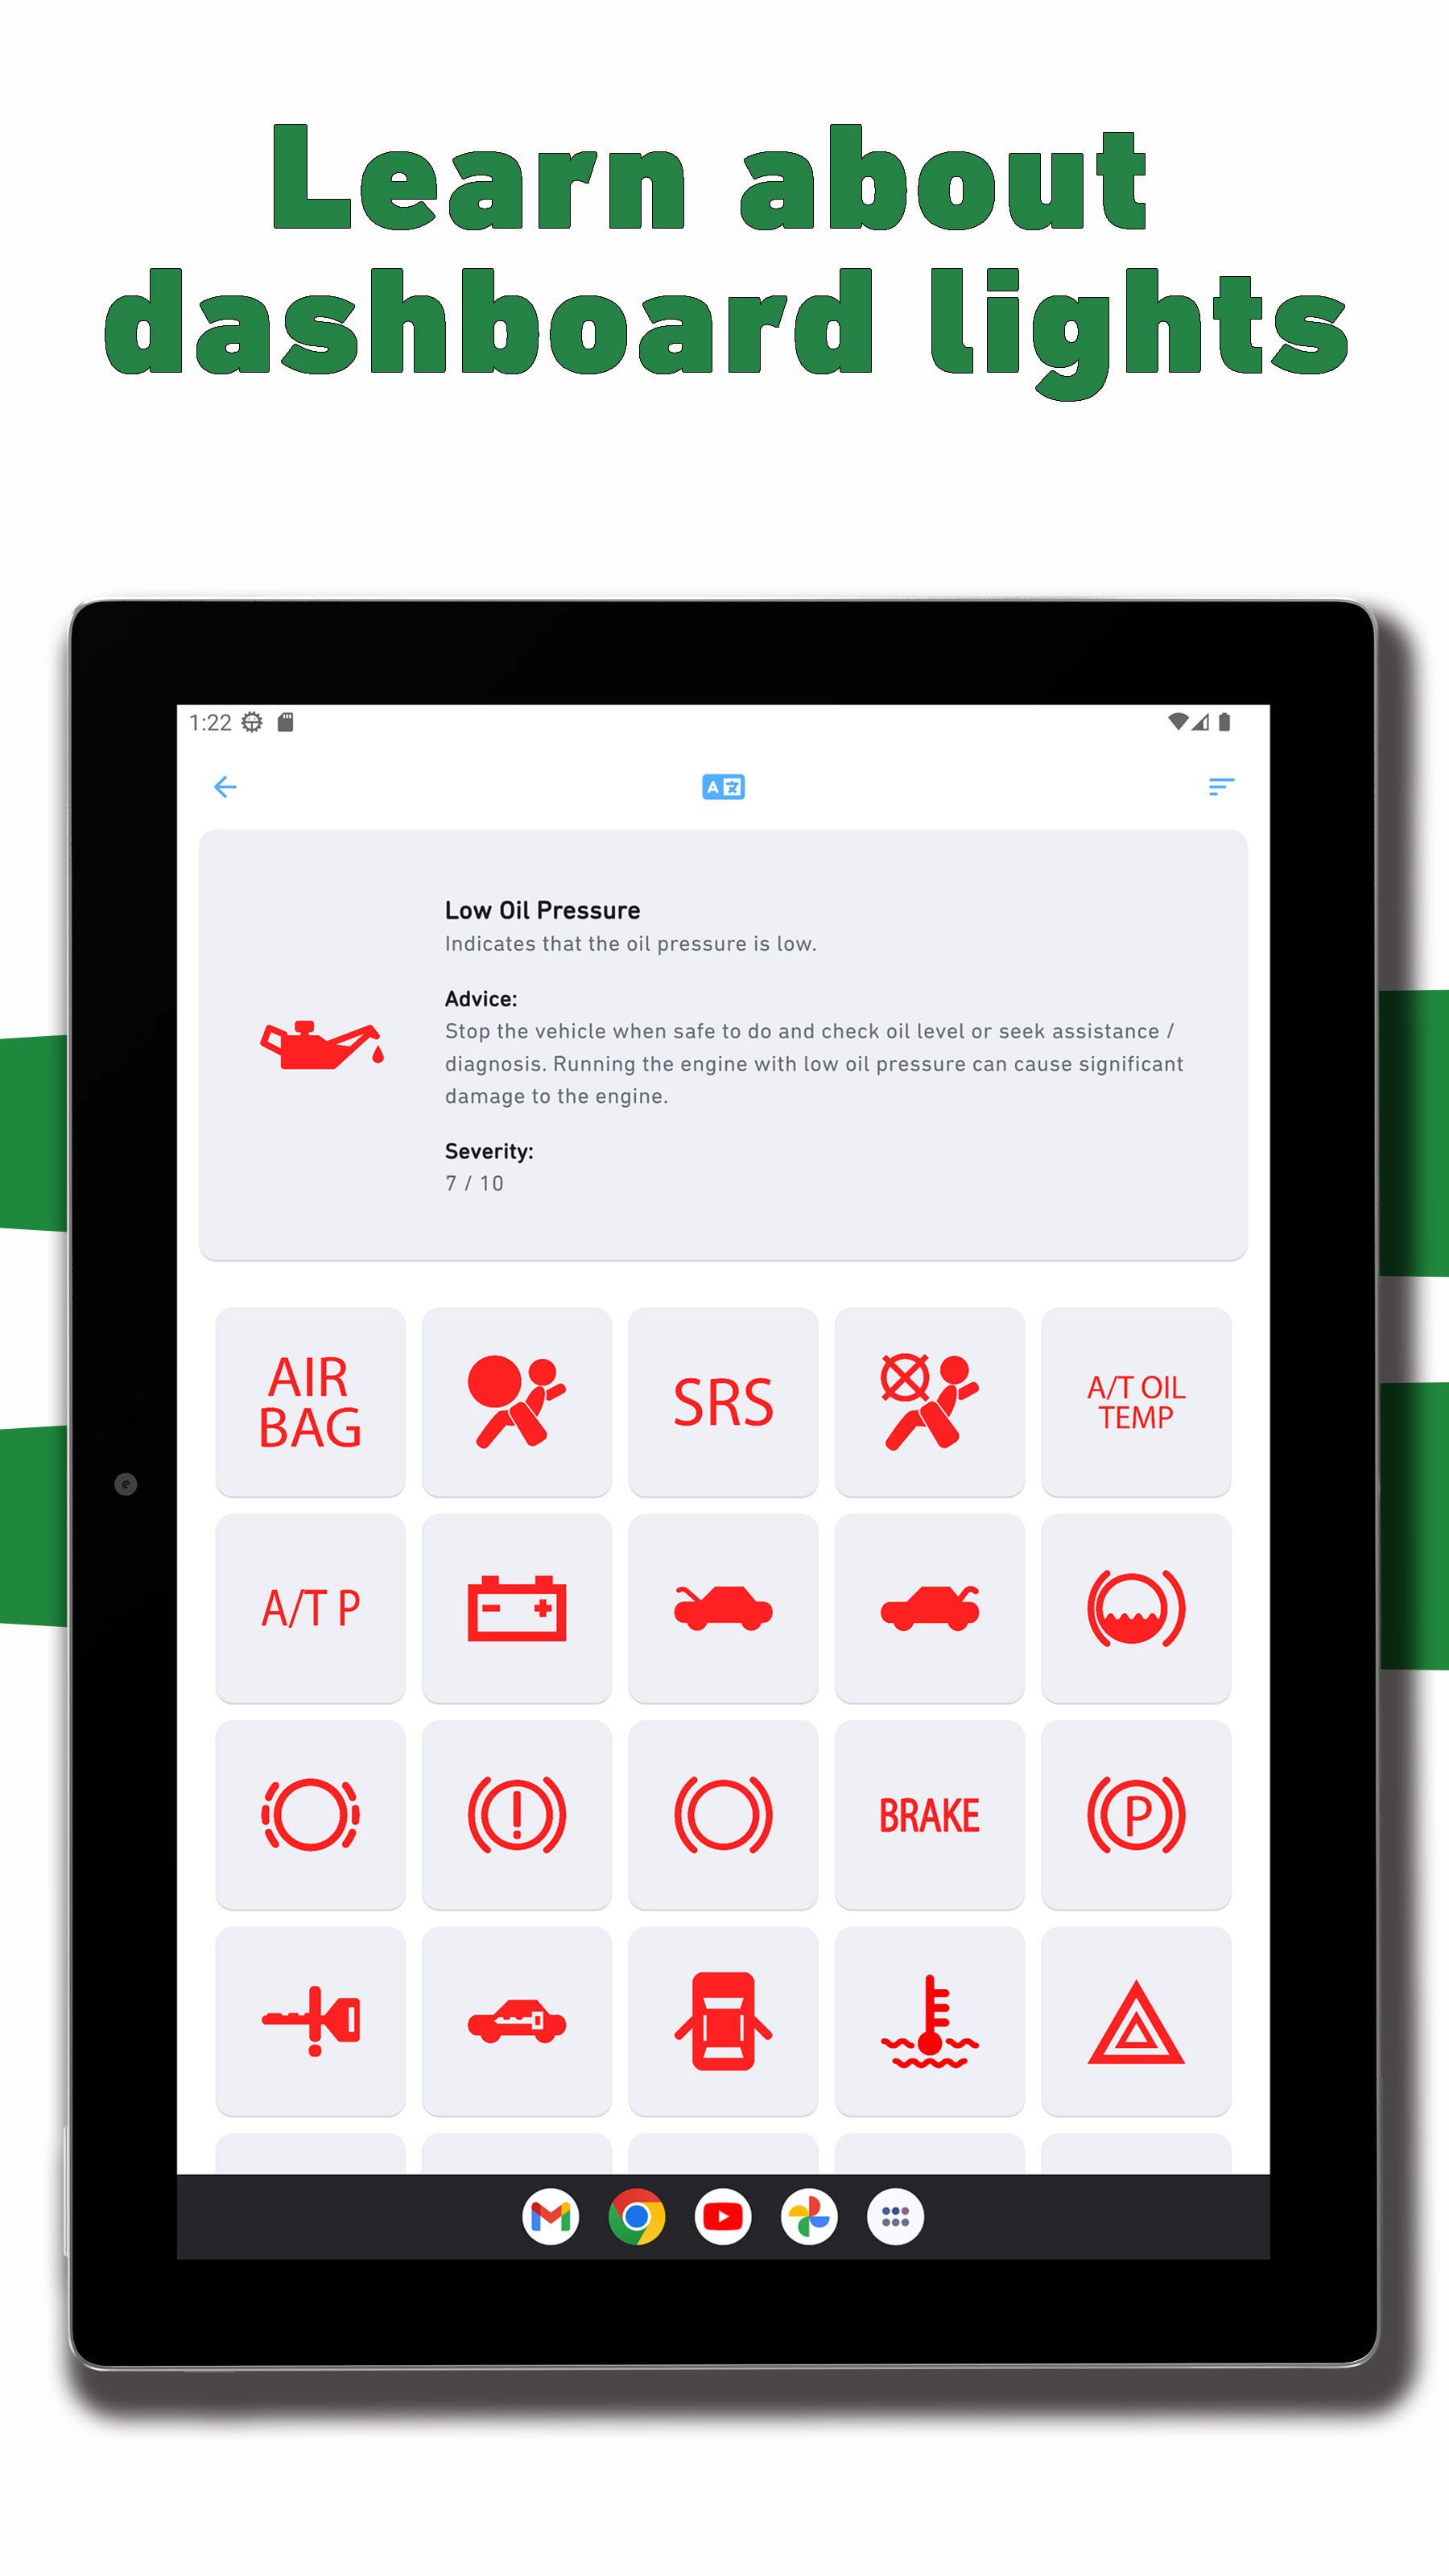 Learn about
dashboard lights
1:22
A 文
Low Oil Pressure
Indicates that the oil pressure is low.
Advice:
Stop the vehicle when safe to do and check oil level or seek assistance /
diagnosis. Running the engine with low oil pressure can cause significant
damage to the engine.
Severity:
7 / 10
AIR
BAG
SRS
A/T OIL
TEMP
A/T P
BRAKE
P